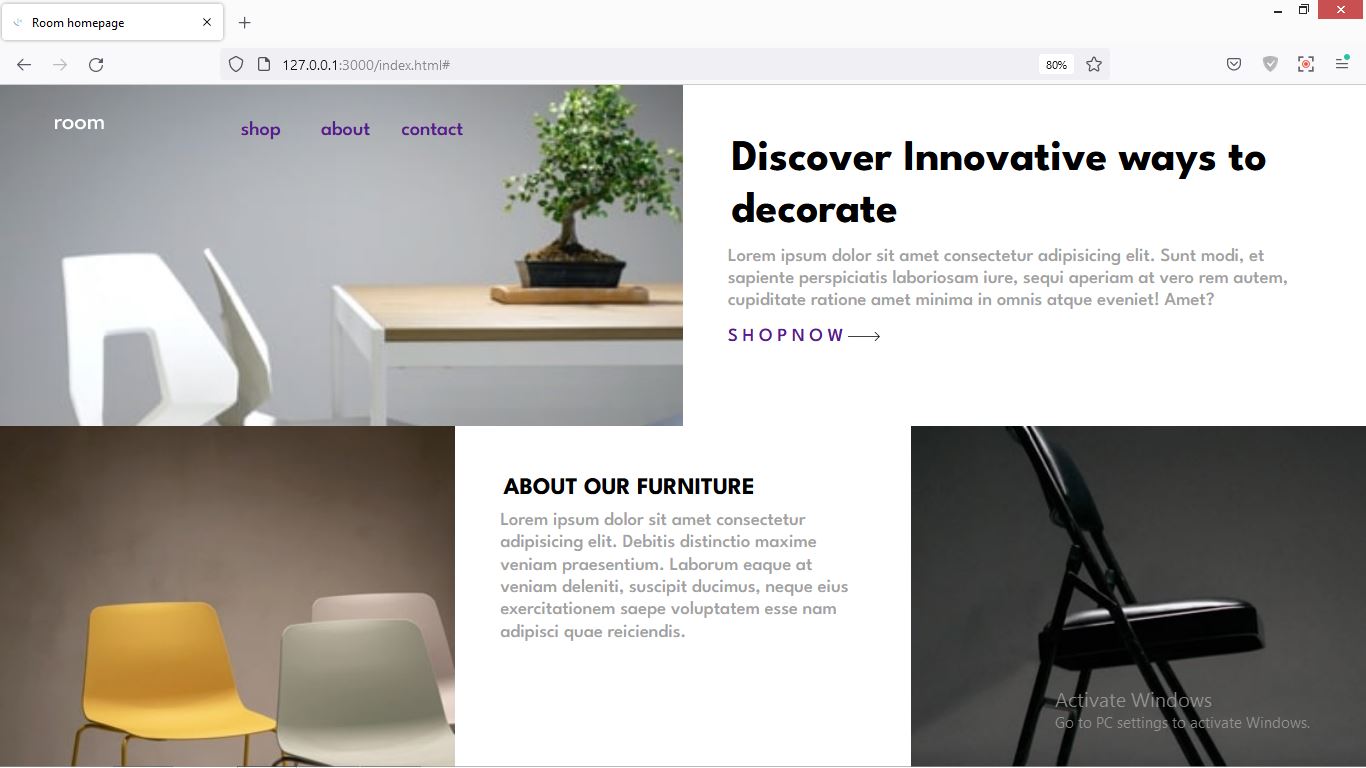 Room homepage
127.0.0.1:3000/index.html#
80%
room
shop about contact
Discover Innovative ways to
decorate
Lorem ipsum dolor sit amet consectetur adipisicing elit. Sunt modi, et
sapiente perspiciatis laboriosam iure, sequi aperiam at vero rem autem,
cupiditate ratione amet minima in omnis atque eveniet! Amet?
SHOPNOW
ABOUT OUR FURNITURE
Lorem ipsum dolor sit amet consectetur
adipisicing elit. Debitis distinctio maxime
veniam praesentium. Laborum eaque at
veniam deleniti, suscipit ducimus, neque eius
exercitationem saepe voluptatem esse nam
adipisci quae reiciendis.
Activate Windows
Go to PC settings to activate Windows.